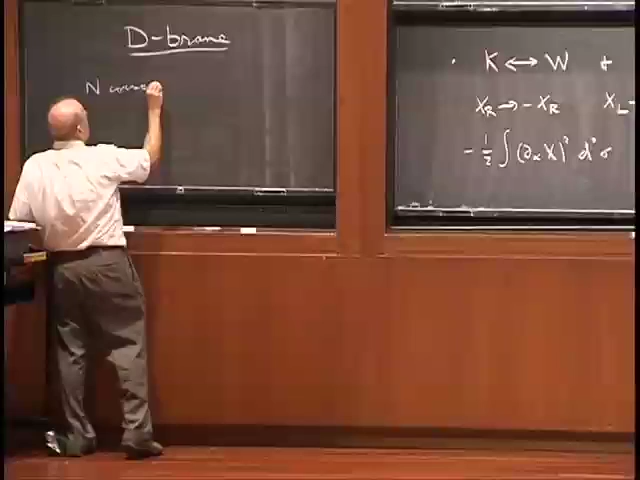 D-brane
N
· K ↔ W +
X_R → - X_R X_L -
- 1/2 ∫ (∂_α X)² d²σ